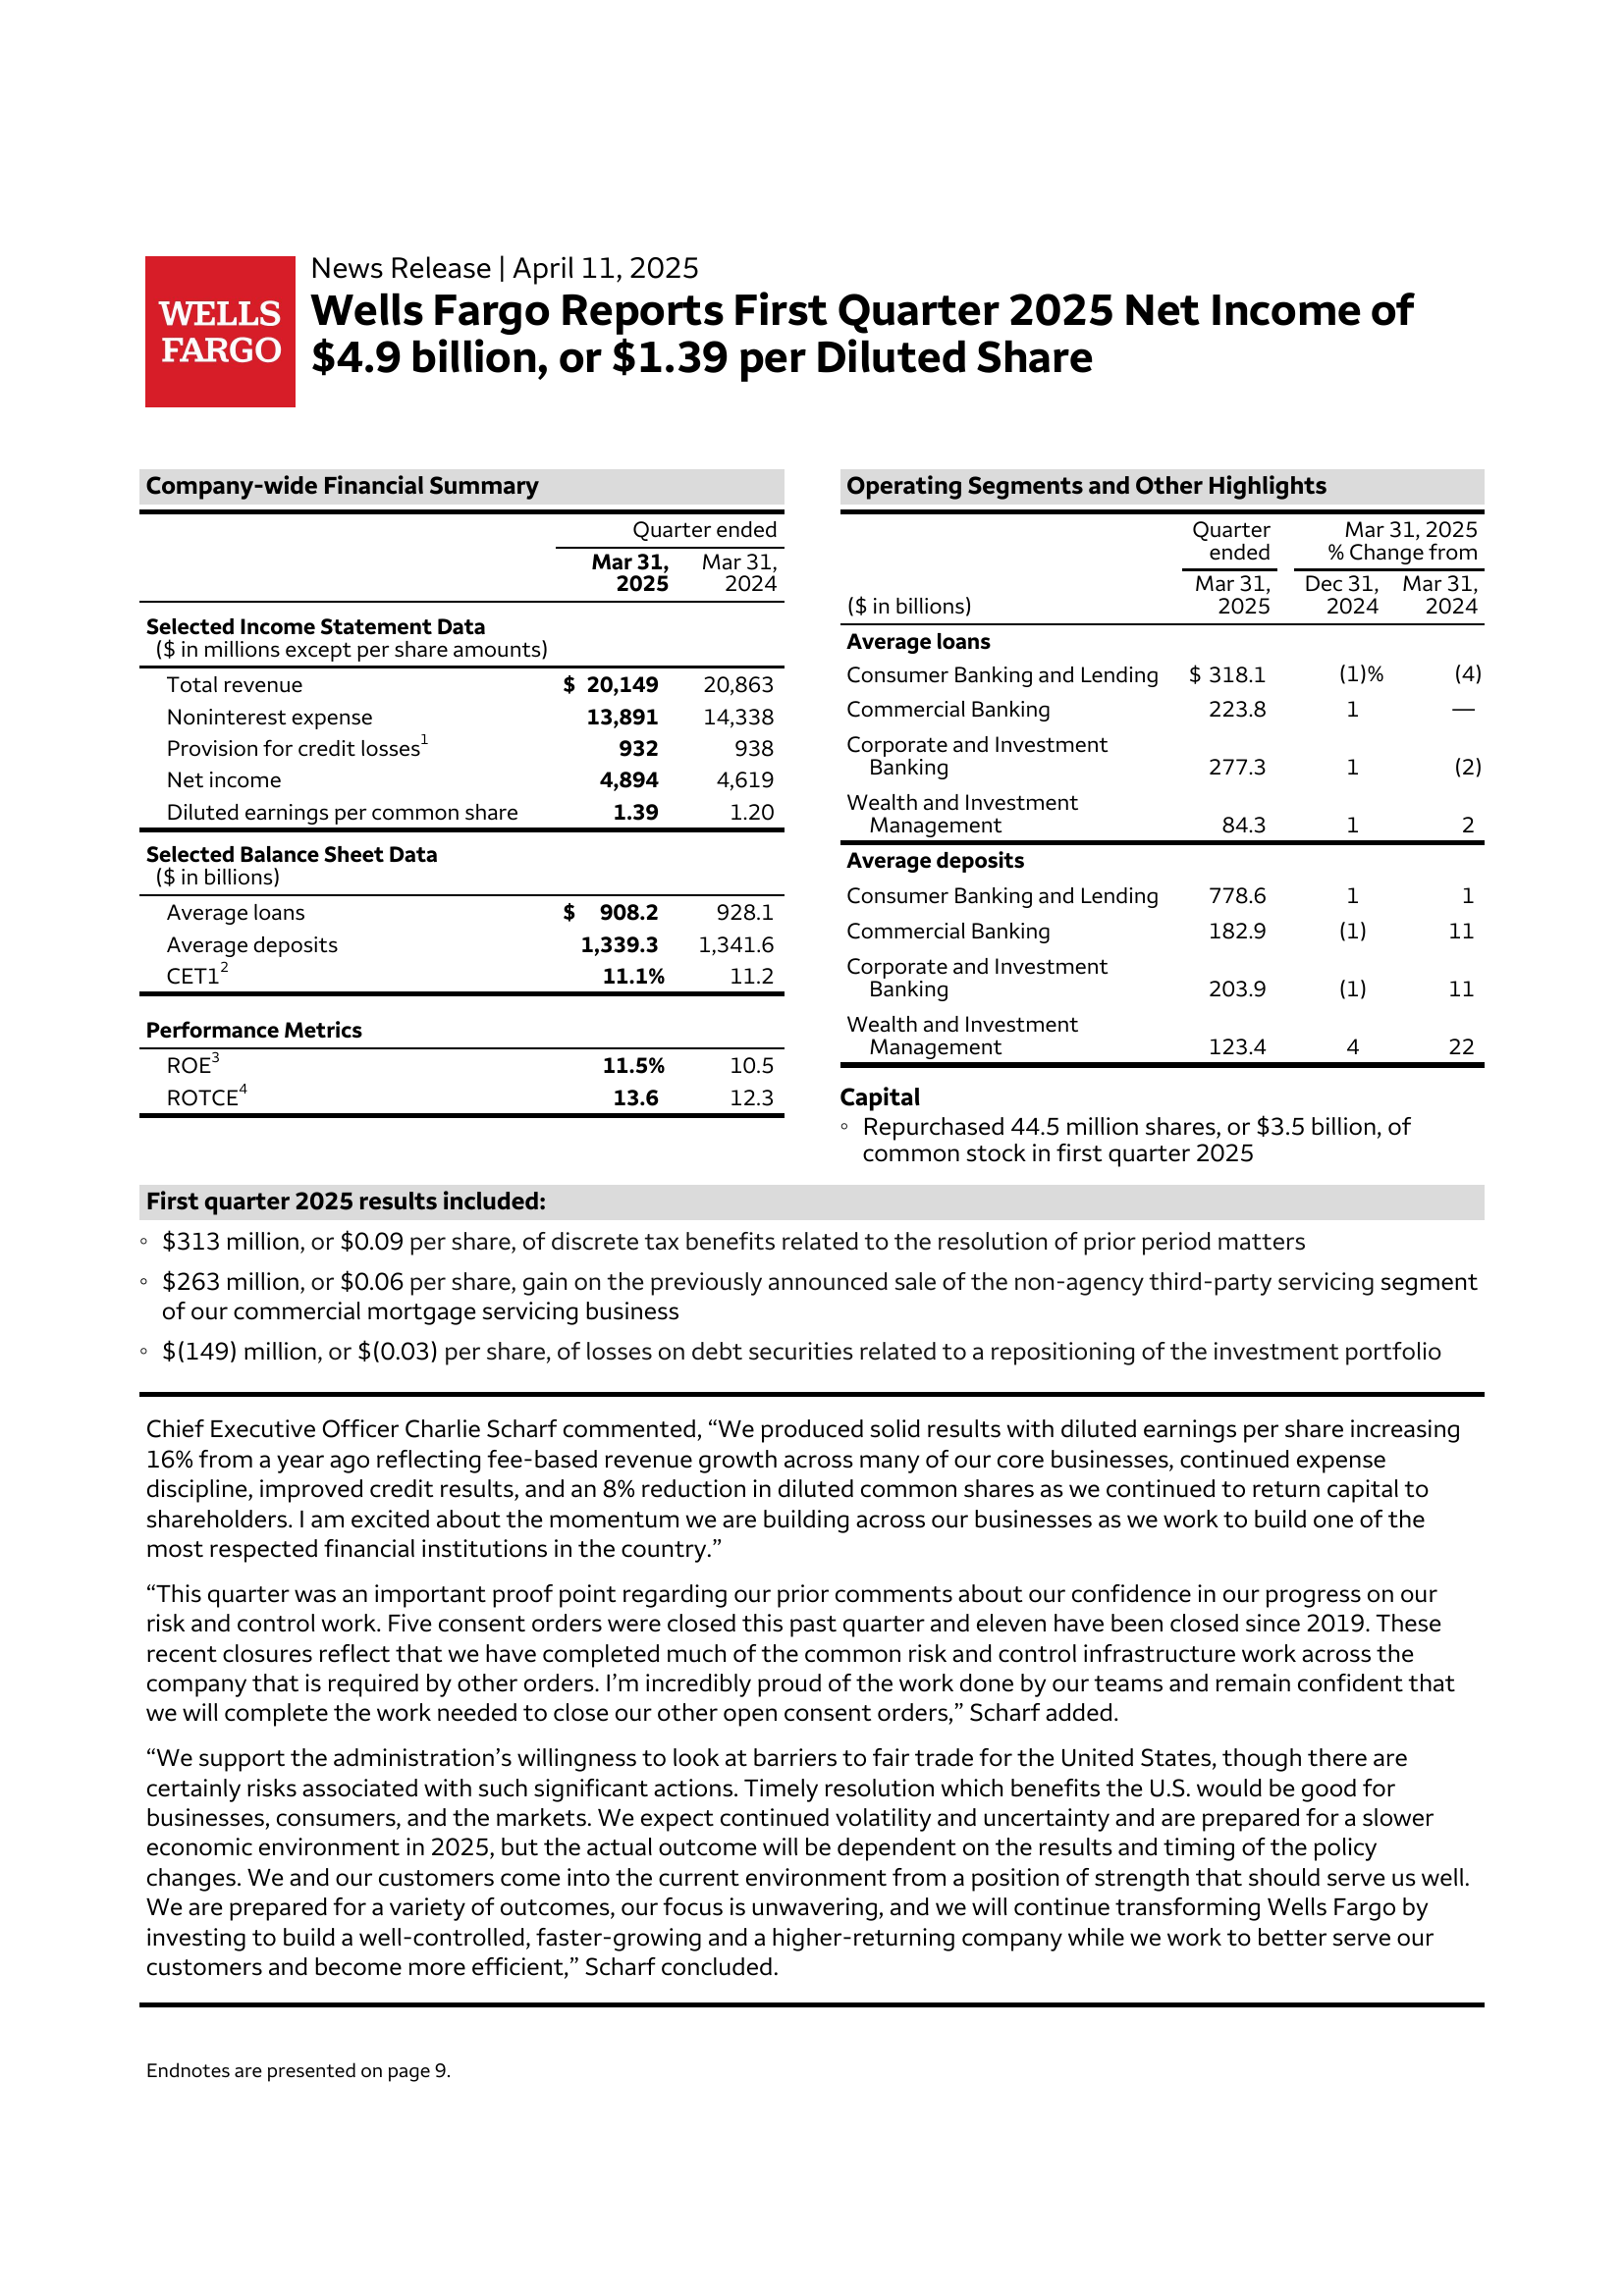 WELLS
FARGO
News Release | April 11, 2025
Wells Fargo Reports First Quarter 2025 Net Income of
$4.9 billion, or $1.39 per Diluted Share
Company-wide Financial Summary
Quarter ended
Mar 31, 2025 Mar 31, 2024
Selected Income Statement Data
($ in millions except per share amounts)
Total revenue $ 20,149 20,863
Noninterest expense 13,891 14,338
Provision for credit losses1 932 938
Net income 4,894 4,619
Diluted earnings per common share 1.39 1.20
Selected Balance Sheet Data
($ in billions)
Average loans $ 908.2 928.1
Average deposits 1,339.3 1,341.6
CET12 11.1% 11.2
Performance Metrics
ROE3 11.5% 10.5
ROTCE4 13.6 12.3
Operating Segments and Other Highlights
Quarter ended Mar 31, 2025 % Change from
($ in billions) Mar 31, 2025 Dec 31, 2024 Mar 31, 2024
Average loans
Consumer Banking and Lending $ 318.1 (1)% (4)
Commercial Banking 223.8 1 —
Corporate and Investment
Banking 277.3 1 (2)
Wealth and Investment
Management 84.3 1 2
Average deposits
Consumer Banking and Lending 778.6 1 1
Commercial Banking 182.9 (1) 11
Corporate and Investment
Banking 203.9 (1) 11
Wealth and Investment
Management 123.4 4 22
Capital
◦ Repurchased 44.5 million shares, or $3.5 billion, of
common stock in first quarter 2025
First quarter 2025 results included:
◦ $313 million, or $0.09 per share, of discrete tax benefits related to the resolution of prior period matters
◦ $263 million, or $0.06 per share, gain on the previously announced sale of the non-agency third-party servicing segment
of our commercial mortgage servicing business
◦ $(149) million, or $(0.03) per share, of losses on debt securities related to a repositioning of the investment portfolio
Chief Executive Officer Charlie Scharf commented, “We produced solid results with diluted earnings per share increasing
16% from a year ago reflecting fee-based revenue growth across many of our core businesses, continued expense
discipline, improved credit results, and an 8% reduction in diluted common shares as we continued to return capital to
shareholders. I am excited about the momentum we are building across our businesses as we work to build one of the
most respected financial institutions in the country.”
“This quarter was an important proof point regarding our prior comments about our confidence in our progress on our
risk and control work. Five consent orders were closed this past quarter and eleven have been closed since 2019. These
recent closures reflect that we have completed much of the common risk and control infrastructure work across the
company that is required by other orders. I’m incredibly proud of the work done by our teams and remain confident that
we will complete the work needed to close our other open consent orders,” Scharf added.
“We support the administration’s willingness to look at barriers to fair trade for the United States, though there are
certainly risks associated with such significant actions. Timely resolution which benefits the U.S. would be good for
businesses, consumers, and the markets. We expect continued volatility and uncertainty and are prepared for a slower
economic environment in 2025, but the actual outcome will be dependent on the results and timing of the policy
changes. We and our customers come into the current environment from a position of strength that should serve us well.
We are prepared for a variety of outcomes, our focus is unwavering, and we will continue transforming Wells Fargo by
investing to build a well-controlled, faster-growing and a higher-returning company while we work to better serve our
customers and become more efficient,” Scharf concluded.
Endnotes are presented on page 9.